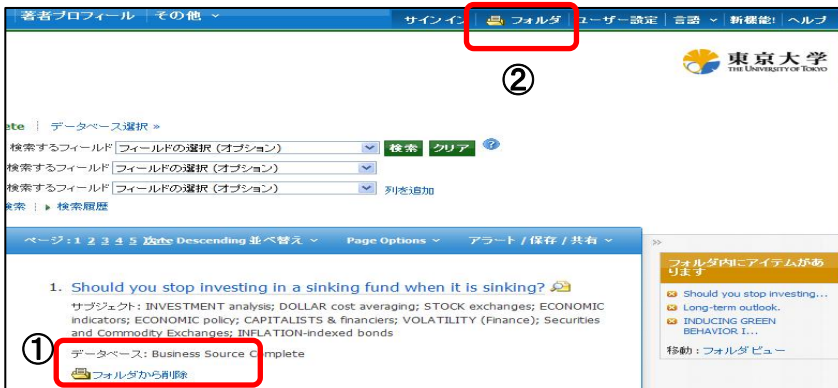 著者プロフィール その他
サインイン フォルダ ユーザー設定 言語 新機能! ヘルプ
②
東京大学
THE UNIVERSITY OF TOKYO
ete データベース選択 »
検索するフィールド フィールドの選択 (オプション) 検索 クリア
検索するフィールド フィールドの選択 (オプション)
検索するフィールド フィールドの選択 (オプション) 列を追加
検索 検索履歴
ページ: 1 2 3 4 5 Date Descending 並べ替え Page Options アラート / 保存 / 共有
»
フォルダ内にアイテムがあ
ります
1. Should you stop investing in a sinking fund when it is sinking?
サブジェクト: INVESTMENT analysis; DOLLAR cost averaging; STOCK exchanges; ECONOMIC
indicators; ECONOMIC policy; CAPITALISTS & financiers; VOLATILITY (Finance); Securities
and Commodity Exchanges; INFLATION-indexed bonds
①
データベース: Business Source Complete
フォルダから削除
Should you stop investing...
Long-term outlook.
INDUCING GREEN
BEHAVIOR I...
移動 : フォルダ ビュー